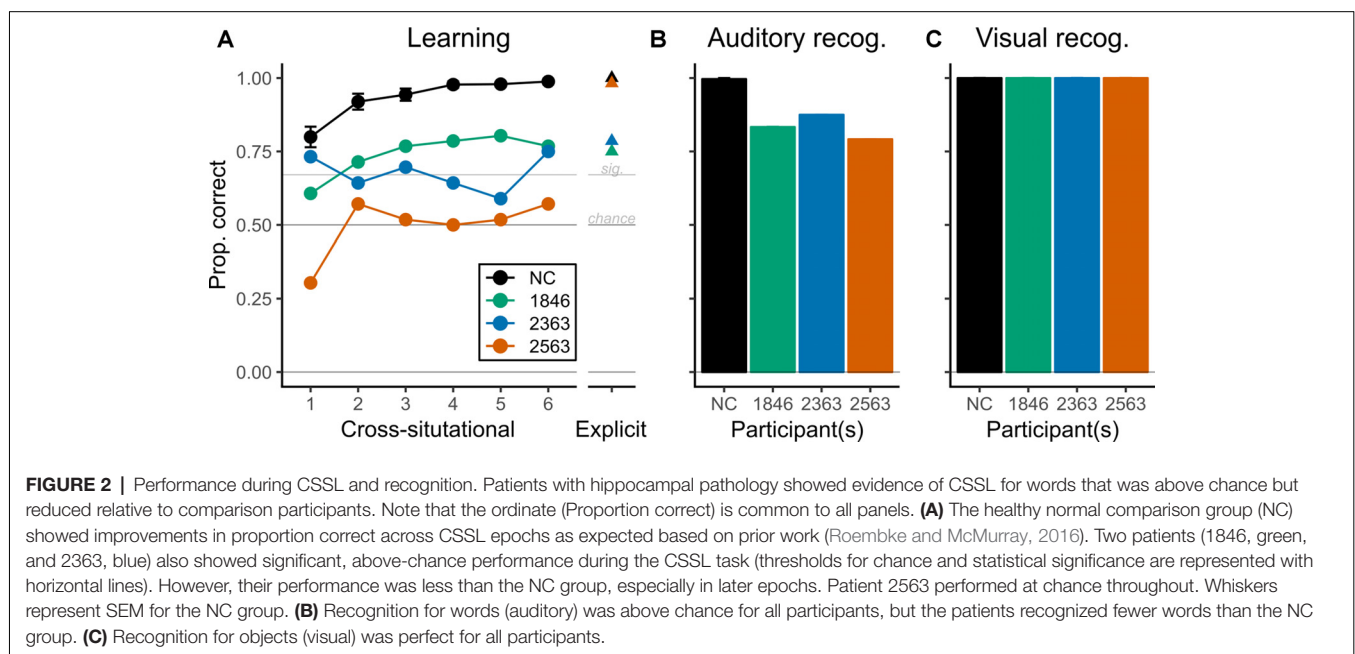 A Learning B Auditory recog. C Visual recog.
1.00
0.75
0.50
0.25
0.00
Prop. correct
sig.
chance
NC
1846
2363
2563
1 2 3 4 5 6
Cross-situtational Explicit
NC 1846 2363 2563
Participant(s)
NC 1846 2363 2563
Participant(s)
FIGURE 2 | Performance during CSSL and recognition. Patients with hippocampal pathology showed evidence of CSSL for words that was above chance but
reduced relative to comparison participants. Note that the ordinate (Proportion correct) is common to all panels. (A) The healthy normal comparison group (NC)
showed improvements in proportion correct across CSSL epochs as expected based on prior work (Roembke and McMurray, 2016). Two patients (1846, green,
and 2363, blue) also showed significant, above-chance performance during the CSSL task (thresholds for chance and statistical significance are represented with
horizontal lines). However, their performance was less than the NC group, especially in later epochs. Patient 2563 performed at chance throughout. Whiskers
represent SEM for the NC group. (B) Recognition for words (auditory) was above chance for all participants, but the patients recognized fewer words than the NC
group. (C) Recognition for objects (visual) was perfect for all participants.